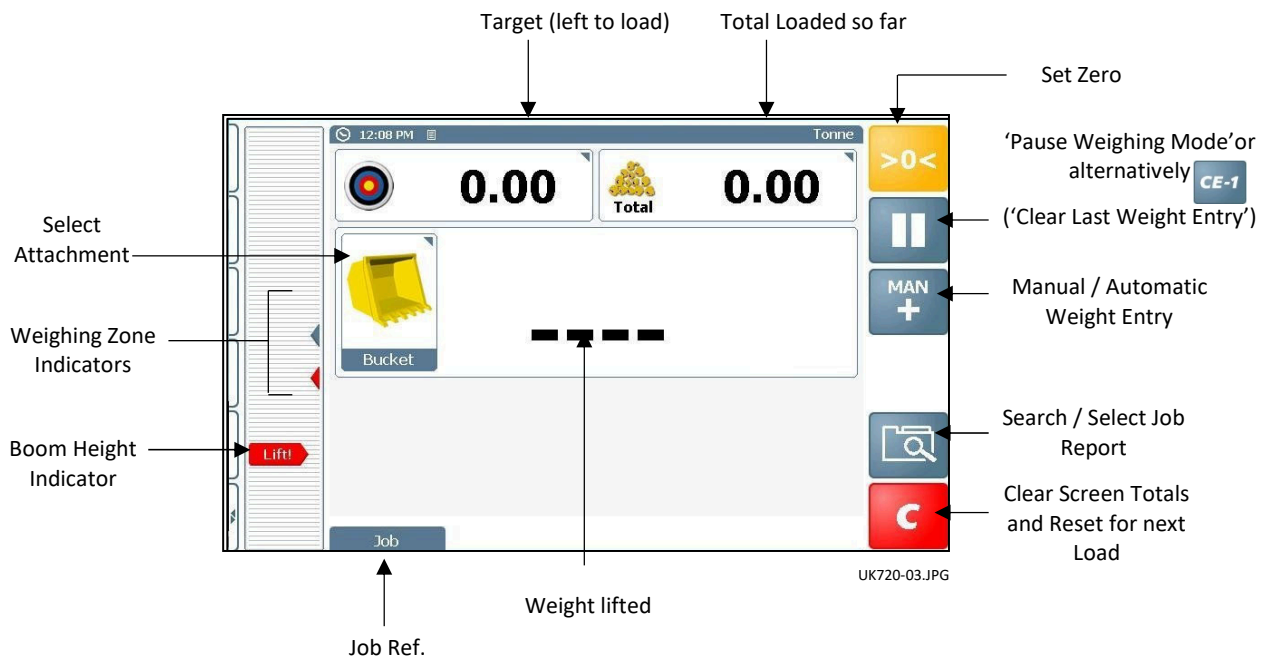 Target (left to load)
Total Loaded so far
Set Zero
'Pause Weighing Mode'or
alternatively CE-1
('Clear Last Weight Entry')
Manual / Automatic
Weight Entry
Search / Select Job
Report
Clear Screen Totals
and Reset for next
Load
Select
Attachment
Weighing Zone
Indicators
Boom Height
Indicator
12:08 PM
Tonne
0.00
Total
0.00
>0<
MAN
+
Bucket
Lift!
C
Job
UK720-03.JPG
Weight lifted
Job Ref.